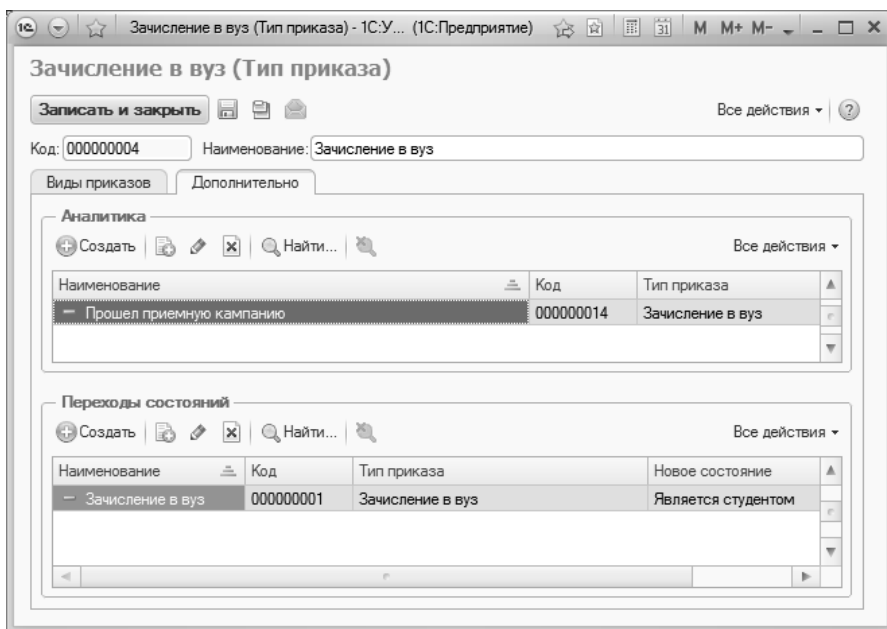 1С Зачисление в вуз (Тип приказа) - 1С:У... (1С:Предприятие) 31 M M+ M-
Зачисление в вуз (Тип приказа)
Записать и закрыть Все действия ?
Код: 000000004 Наименование: Зачисление в вуз
Виды приказов Дополнительно
Аналитика
Создать Найти... Все действия
Наименование Код Тип приказа
Прошел приемную кампанию 000000014 Зачисление в вуз
Переходы состояний
Создать Найти... Все действия
Наименование Код Тип приказа Новое состояние
Зачисление в вуз 000000001 Зачисление в вуз Является студентом